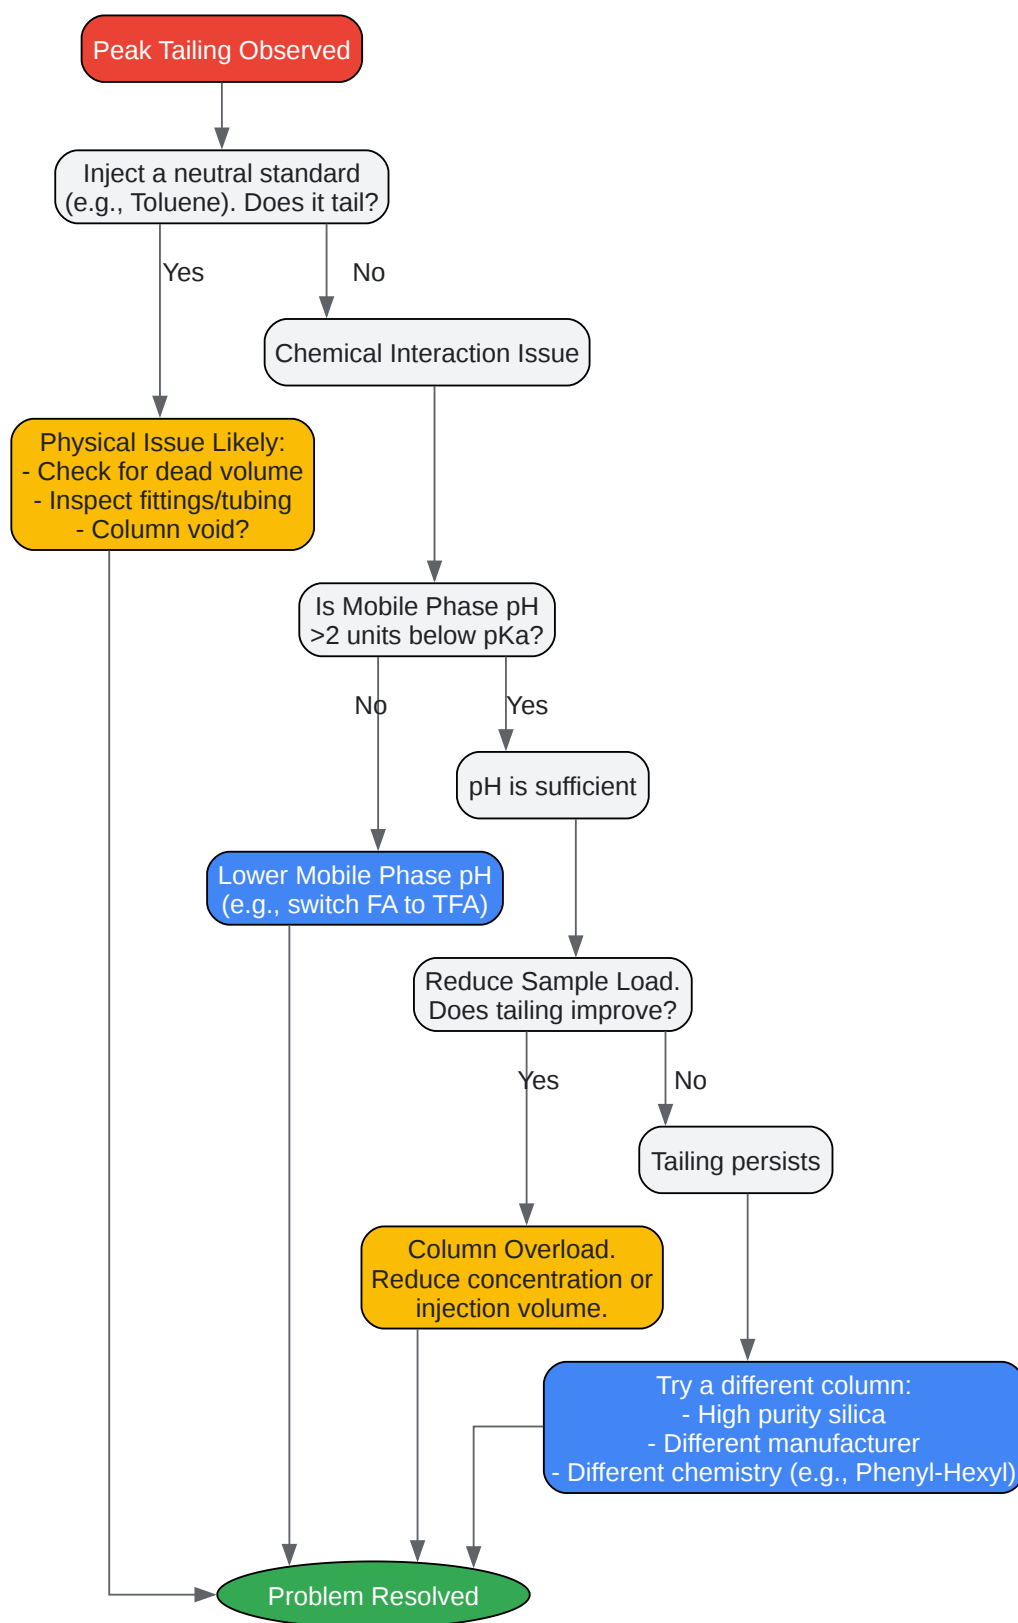 Peak Tailing Observed
Inject a neutral standard
(e.g., Toluene). Does it tail?
Yes
No
Chemical Interaction Issue
Physical Issue Likely:
- Check for dead volume
- Inspect fittings/tubing
- Column void?
Is Mobile Phase pH
>2 units below pKa?
No
Yes
pH is sufficient
Lower Mobile Phase pH
(e.g., switch FA to TFA)
Reduce Sample Load.
Does tailing improve?
Yes
No
Tailing persists
Column Overload.
Reduce concentration or
injection volume.
Try a different column:
- High purity silica
- Different manufacturer
- Different chemistry (e.g., Phenyl-Hexyl)
Problem Resolved